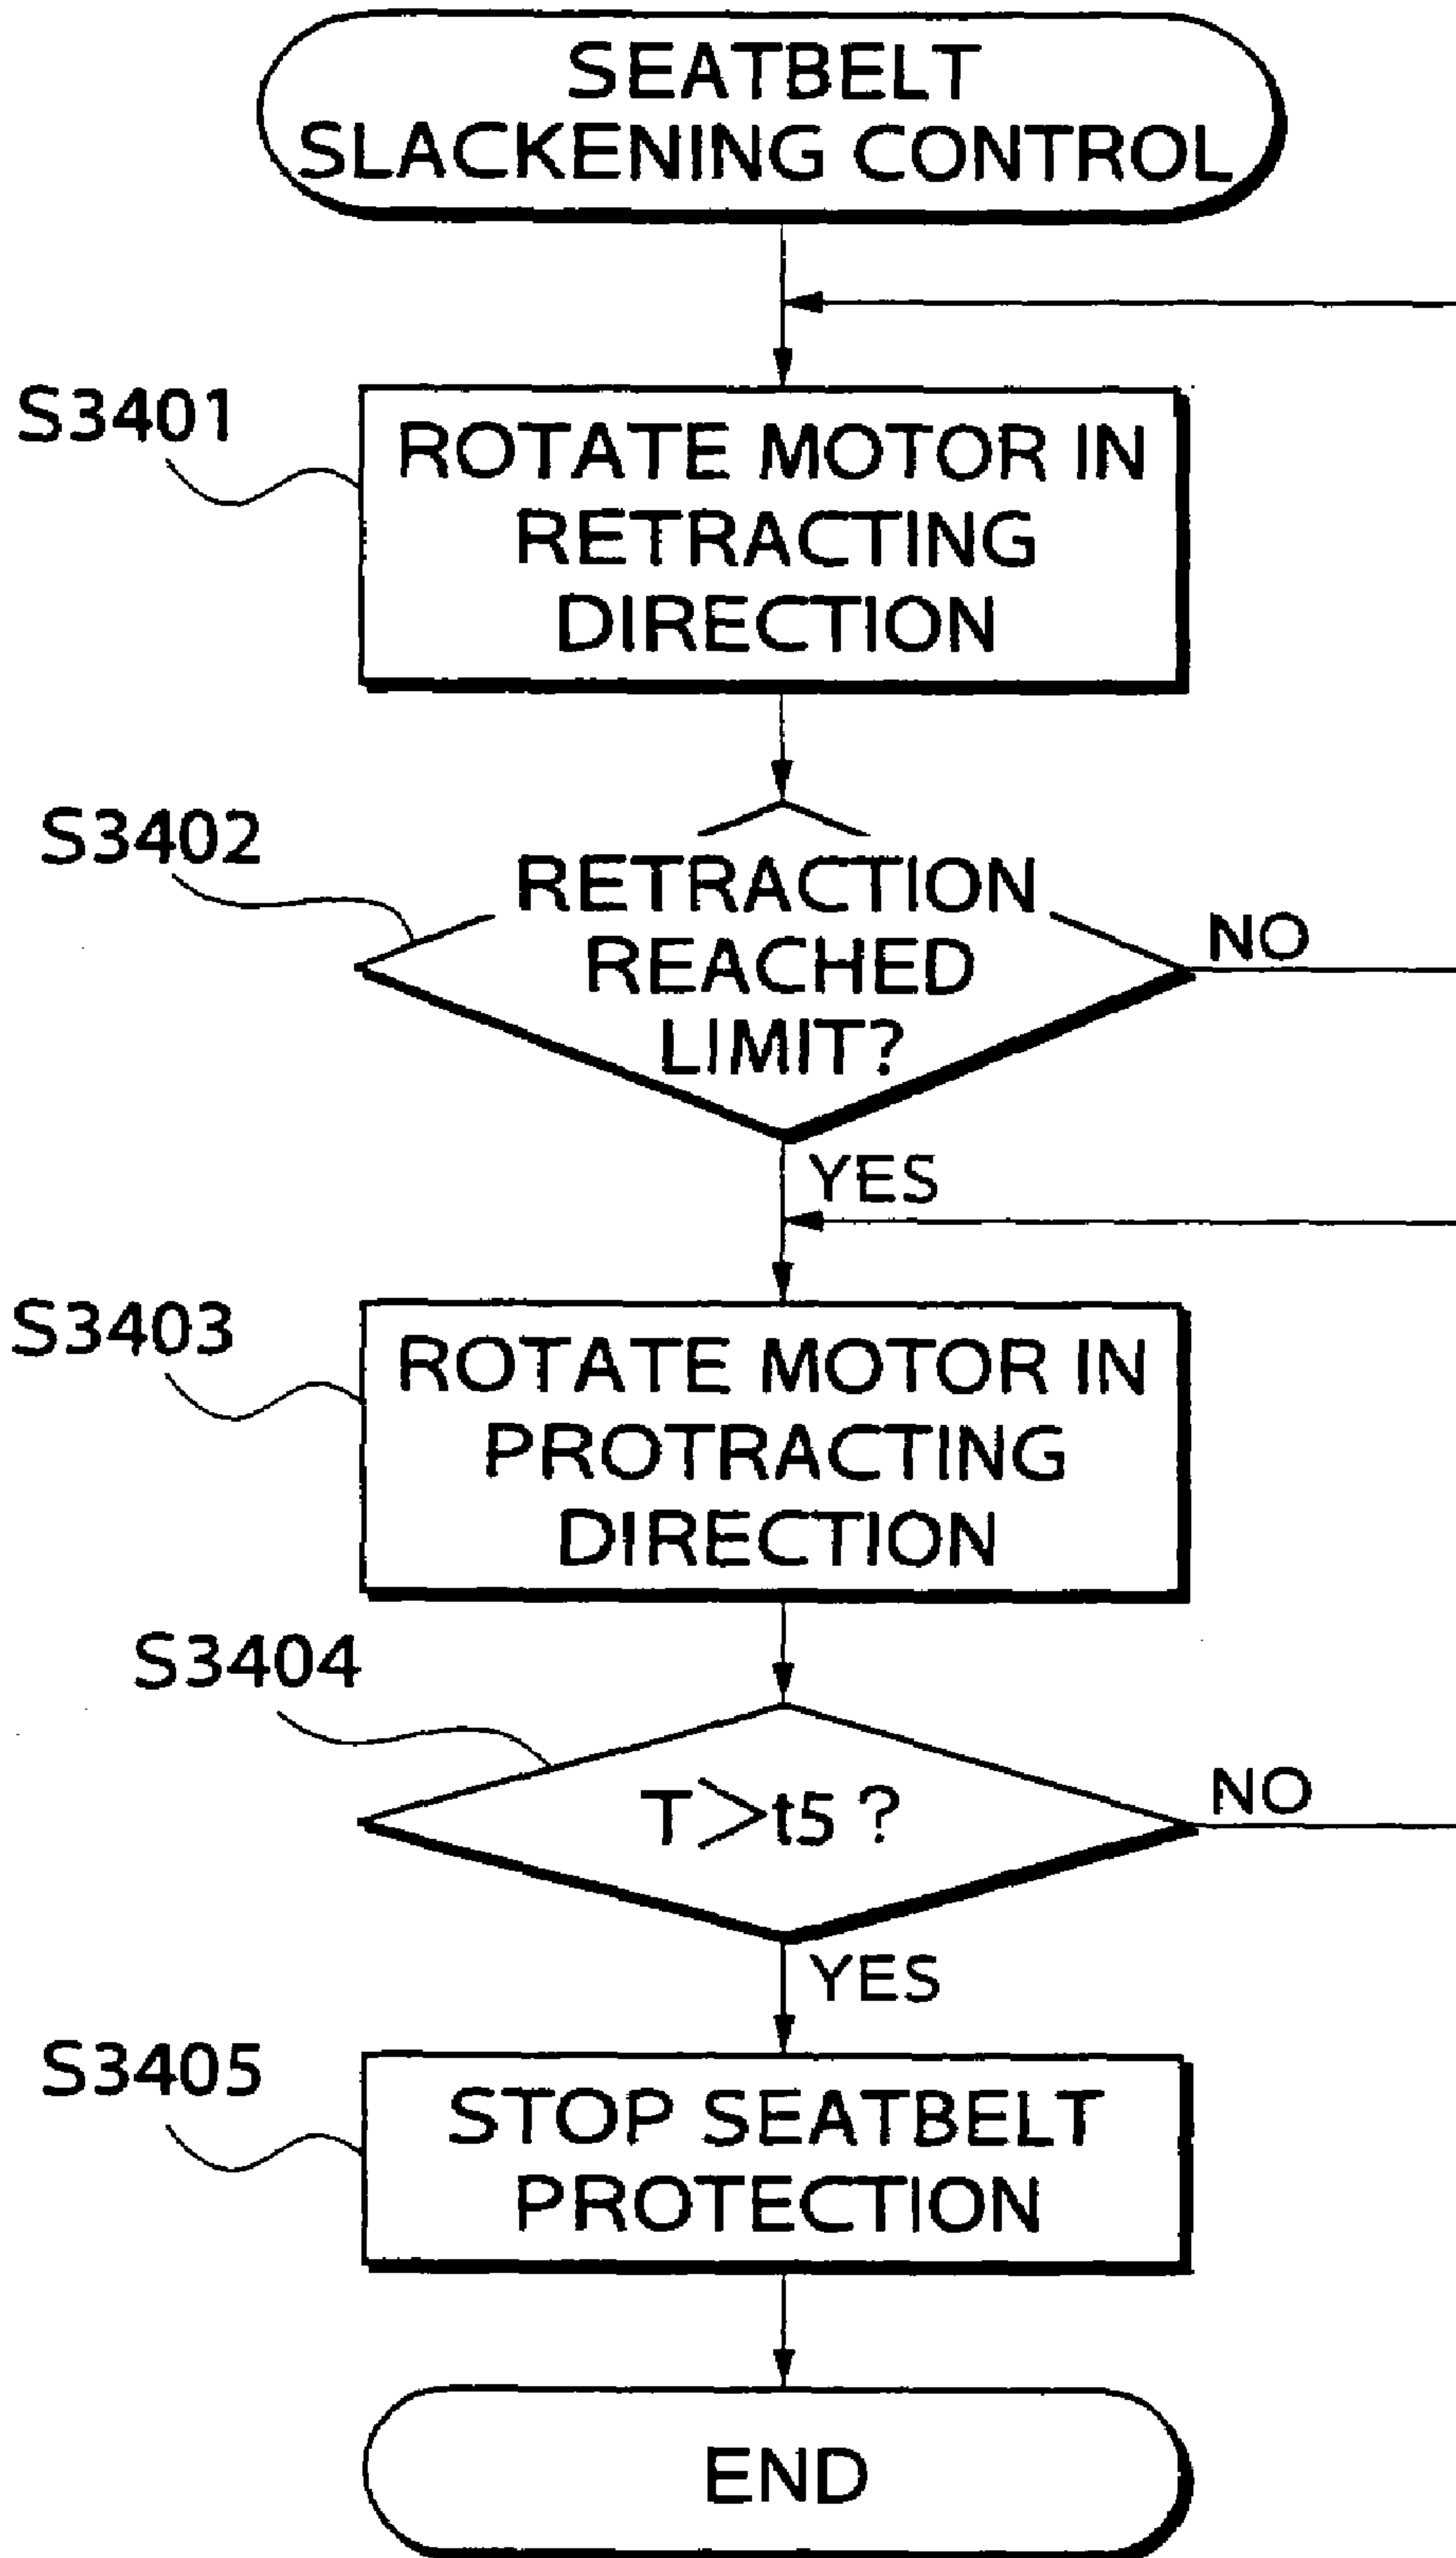 SEATBELT
SLACKENING CONTROL
S3401
ROTATE MOTOR IN
RETRACTING
DIRECTION
S3402
RETRACTION
REACHED
LIMIT?
NO
YES
S3403
ROTATE MOTOR IN
PROTRACTING
DIRECTION
S3404
T>t5?
NO
YES
S3405
STOP SEATBELT
PROTECTION
END